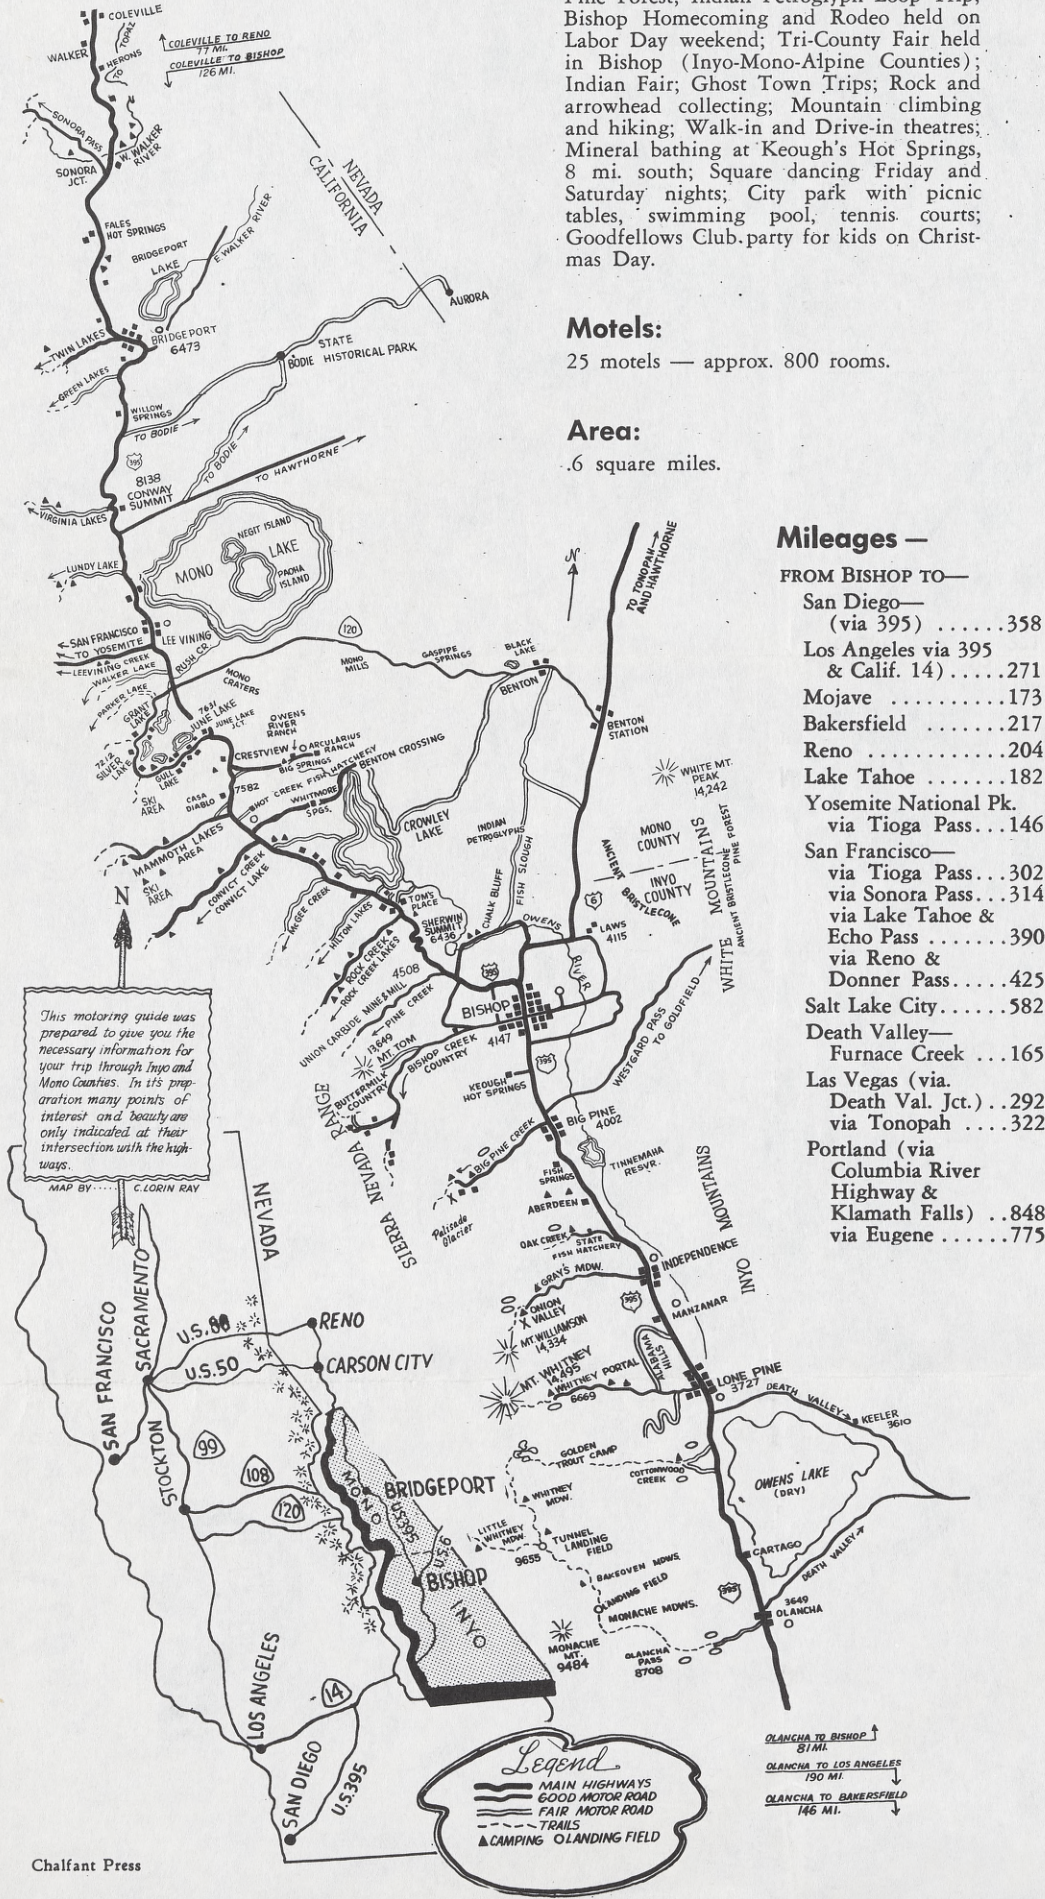 Bishop Homecoming and Rodeo held on
Labor Day weekend; Tri-County Fair held
in Bishop (Inyo-Mono-Alpine Counties);
Indian Fair; Ghost Town Trips; Rock and
arrowhead collecting; Mountain climbing
and hiking; Walk-in and Drive-in theatres;
Mineral bathing at Keough's Hot Springs,
8 mi. south; Square dancing Friday and
Saturday nights; City park with picnic
tables, swimming pool, tennis courts;
Goodfellows Club party for kids on Christ-
mas Day.
Motels:
25 motels — approx. 800 rooms.
Area:
.6 square miles.
Mileages —
FROM BISHOP TO—
San Diego—
(via 395) ......358
Los Angeles via 395
& Calif. 14).....271
Mojave ..........173
Bakersfield .......217
Reno ............204
Lake Tahoe .......182
Yosemite National Pk.
via Tioga Pass...146
San Francisco—
via Tioga Pass...302
via Sonora Pass...314
via Lake Tahoe &
Echo Pass .......390
via Reno &
Donner Pass.....425
Salt Lake City......582
Death Valley—
Furnace Creek ...165
Las Vegas (via.
Death Val. Jct.)..292
via Tonopah ....322
Portland (via
Columbia River
Highway &
Klamath Falls) ..848
via Eugene ......775
COLEVILLE
TO TOPAZ
WALKER
TO HERONS
COLEVILLE TO RENO
77 MI.
COLEVILLE TO BISHOP
126 MI.
SONORA PASS
W. WALKER
RIVER
SONORA
JCT.
NEVADA
CALIFORNIA
FALES
HOT SPRINGS
BRIDGEPORT
LAKE
E. WALKER RIVER
AURORA
TWIN LAKES
BRIDGEPORT
6473
STATE
BODIE HISTORICAL PARK
GREEN LAKES
WILLOW
SPRINGS
TO BODIE
TO BODIE
TO HAWTHORNE
395
8138
CONWAY
SUMMIT
VIRGINIA LAKES
NEGIT ISLAND
MONO LAKE
PAOHA
ISLAND
LUNDY LAKE
SAN FRANCISCO
TO YOSEMITE
LEE VINING
LEEVINING CREEK
WALKER LAKE
RUSH CR.
PARKER LAKE
120
MONO
MILLS
GASPIPE
SPRINGS
BLACK
LAKE
BENTON
MONO
CRATERS
GRANT
LAKE
7631
JUNE LAKE
JUNE LAKE
JCT.
7212
SILVER
LAKE
GULL
LAKE
SKI
AREA
OWENS
RIVER
RANCH
CRESTVIEW
ARCULARIUS
RANCH
BIG SPRINGS
7582
CASA
DIABLO
HOT CREEK FISH HATCHERY
BENTON CROSSING
WHITMORE
SPGS.
CROWLEY
LAKE
MAMMOTH LAKES
AREA
SKI
AREA
CONVICT CREEK
CONVICT LAKE
McGEE CREEK
HILTON LAKES
TOM'S
PLACE
SHERWIN
SUMMIT
6436
ROCK CREEK
ROCK CREEK LAKES
INDIAN
PETROGLYPHS
CHALK BLUFF
FISH SLOUGH
N
TO TONOPAH
AND HAWTHORNE
BENTON
STATION
WHITE MT.
PEAK
14,242
MONO
COUNTY
INYO
COUNTY
ANCIENT
BRISTLECONE
ANCIENT BRISTLECONE
PINE FOREST
WHITE MOUNTAINS
6
LAWS
4115
OWENS
RIVER
395
BISHOP
4147
4508
UNION CARBIDE MINE & MILL
PINE CREEK
13,649
MT. TOM
BISHOP CREEK
COUNTRY
BUTTERMILK
COUNTRY
395
KEOUGH
HOT SPRINGS
WESTGARD PASS
TO GOLDFIELD
SIERRA NEVADA RANGE
BIG PINE
4002
BIG PINE CREEK
Palisade
Glacier
TINNEMAHA
RESVR.
FISH
SPRINGS
ABERDEEN
INYO MOUNTAINS
OAK CREEK
STATE
FISH HATCHERY
INDEPENDENCE
GRAY'S MDW.
395
MANZANAR
ONION
VALLEY
MT. WILLIAMSON
14,334
ALABAMA
HILLS
MT. WHITNEY
14,495
WHITNEY PORTAL
6669
LONE PINE
3727
DEATH VALLEY
KEELER
3610
GOLDEN
TROUT CAMP
COTTONWOOD
CREEK
OWENS LAKE
(DRY)
WHITNEY
MDW.
LITTLE
WHITNEY
MDW.
TUNNEL
LANDING
FIELD
9655
BAKEOVEN MDWS.
LANDING FIELD
MONACHE MDWS.
CARTAGO
DEATH VALLEY
395
3649
OLANCHA
MONACHE
MT.
9484
OLANCHA
PASS
8708
OLANCHA TO BISHOP
81 MI.
OLANCHA TO LOS ANGELES
190 MI.
OLANCHA TO BAKERSFIELD
146 MI.
N
This motoring guide was
prepared to give you the
necessary information for
your trip through Inyo and
Mono Counties. In its prep-
aration many points of
interest and beauty are
only indicated at their
intersection with the high-
ways.
MAP BY ..... C. LORIN RAY
NEVADA
SAN FRANCISCO
SACRAMENTO
U.S.
RENO
U.S.50
CARSON CITY
STOCKTON
99
108
120
MONO
BRIDGEPORT
U.S.395
U.S.6
BISHOP
INYO
LOS ANGELES
14
SAN DIEGO
U.S.395
Legend
MAIN HIGHWAYS
GOOD MOTOR ROAD
FAIR MOTOR ROAD
TRAILS
CAMPING LANDING FIELD
Chalfant Press